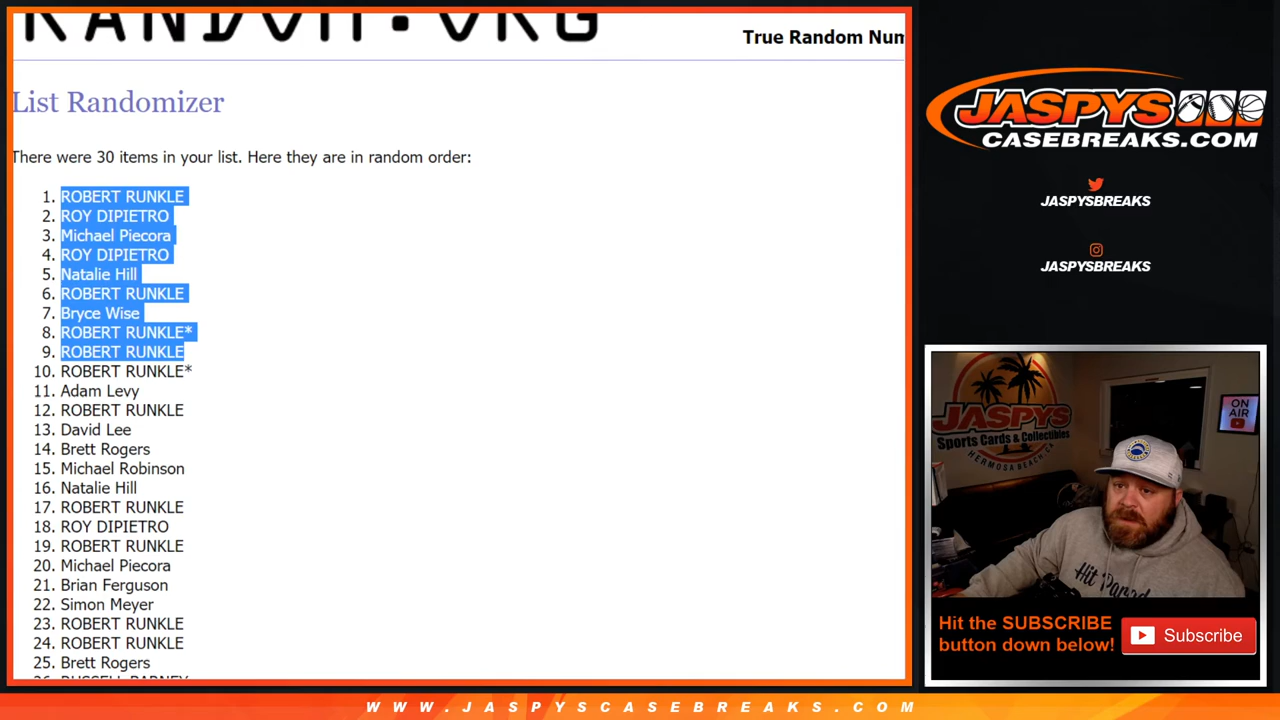 RANDOM.ORG
True Random Num
List Randomizer
There were 30 items in your list. Here they are in random order:
1. ROBERT RUNKLE
2. ROY DIPIETRO
3. Michael Piecora
4. ROY DIPIETRO
5. Natalie Hill
6. ROBERT RUNKLE
7. Bryce Wise
8. ROBERT RUNKLE*
9. ROBERT RUNKLE
10. ROBERT RUNKLE*
11. Adam Levy
12. ROBERT RUNKLE
13. David Lee
14. Brett Rogers
15. Michael Robinson
16. Natalie Hill
17. ROBERT RUNKLE
18. ROY DIPIETRO
19. ROBERT RUNKLE
20. Michael Piecora
21. Brian Ferguson
22. Simon Meyer
23. ROBERT RUNKLE
24. ROBERT RUNKLE
25. Brett Rogers
26. RUSSELL BARNEY
JASPYS
CASEBREAKS.COM
JASPYSBREAKS
JASPYSBREAKS
JASPYS
Sports Cards & Collectibles
HERMOSA BEACH, CA
ON
AIR
Hit the SUBSCRIBE
button down below!
Subscribe
WWW.JASPYSCASEBREAKS.COM